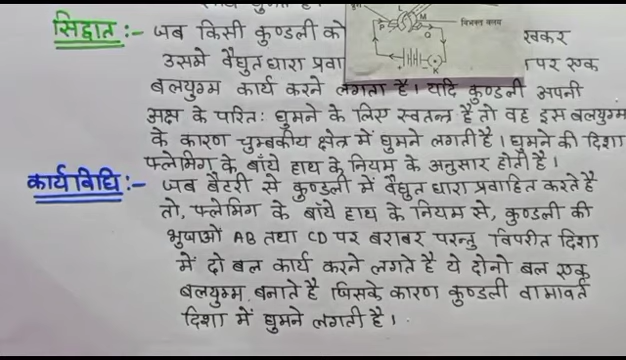 सिद्धांत :- जब किसी कुण्डली को
उसमे वैद्युत धारा प्रवा पर एक
बलयुग्म कार्य करने लगता है। यदि कुण्डली अपनी
अक्ष के परितः घुमने के लिए स्वतन्त्र है तो वह इस बलयुग्म
के कारण चुम्बकीय क्षेत्र में घुमने लगती है। घुमने की दिशा
फ्लेमिंग के बाँये हाथ के नियम के अनुसार होती है।
कार्यविधि :- जब बैटरी से कुण्डली में वैद्युत धारा प्रवाहित करते है
तो, फ्लेमिंग के बाँये हाथ के नियम से, कुण्डली की
भुजाओं AB तथा CD पर बराबर परन्तु विपरीत दिशा
में दो बल कार्य करने लगते है ये दोनो बल एक
बलयुग्म बनाते है जिसके कारण कुण्डली वामावर्त
दिशा में घुमने लगती है।
L M
P Q
विभक्त वलय
K